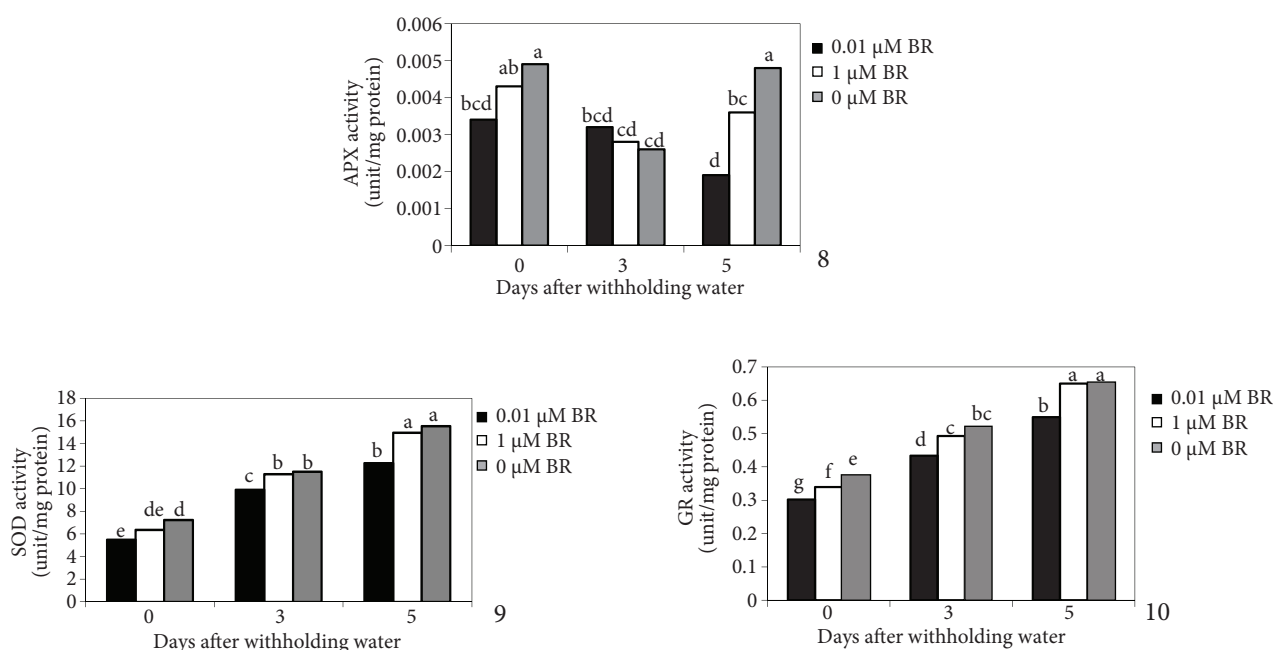 0.006
0.005
0.004
0.003
0.002
0.001
0
APX activity
(unit/mg protein)
bcd ab a
bcd cd cd
d bc a
0.01 µM BR
1 µM BR
0 µM BR
0 3 5
Days after withholding water
8
18
16
14
12
10
8
6
4
2
0
SOD activity
(unit/mg protein)
e de d
c b b
b a a
0.01 µM BR
1 µM BR
0 µM BR
0 3 5
Days after withholding water
9
0.7
0.6
0.5
0.4
0.3
0.2
0.1
0
GR activity
(unit/mg protein)
g f e
d c bc
b a a
0.01 µM BR
1 µM BR
0 µM BR
0 3 5
Days after withholding water
10